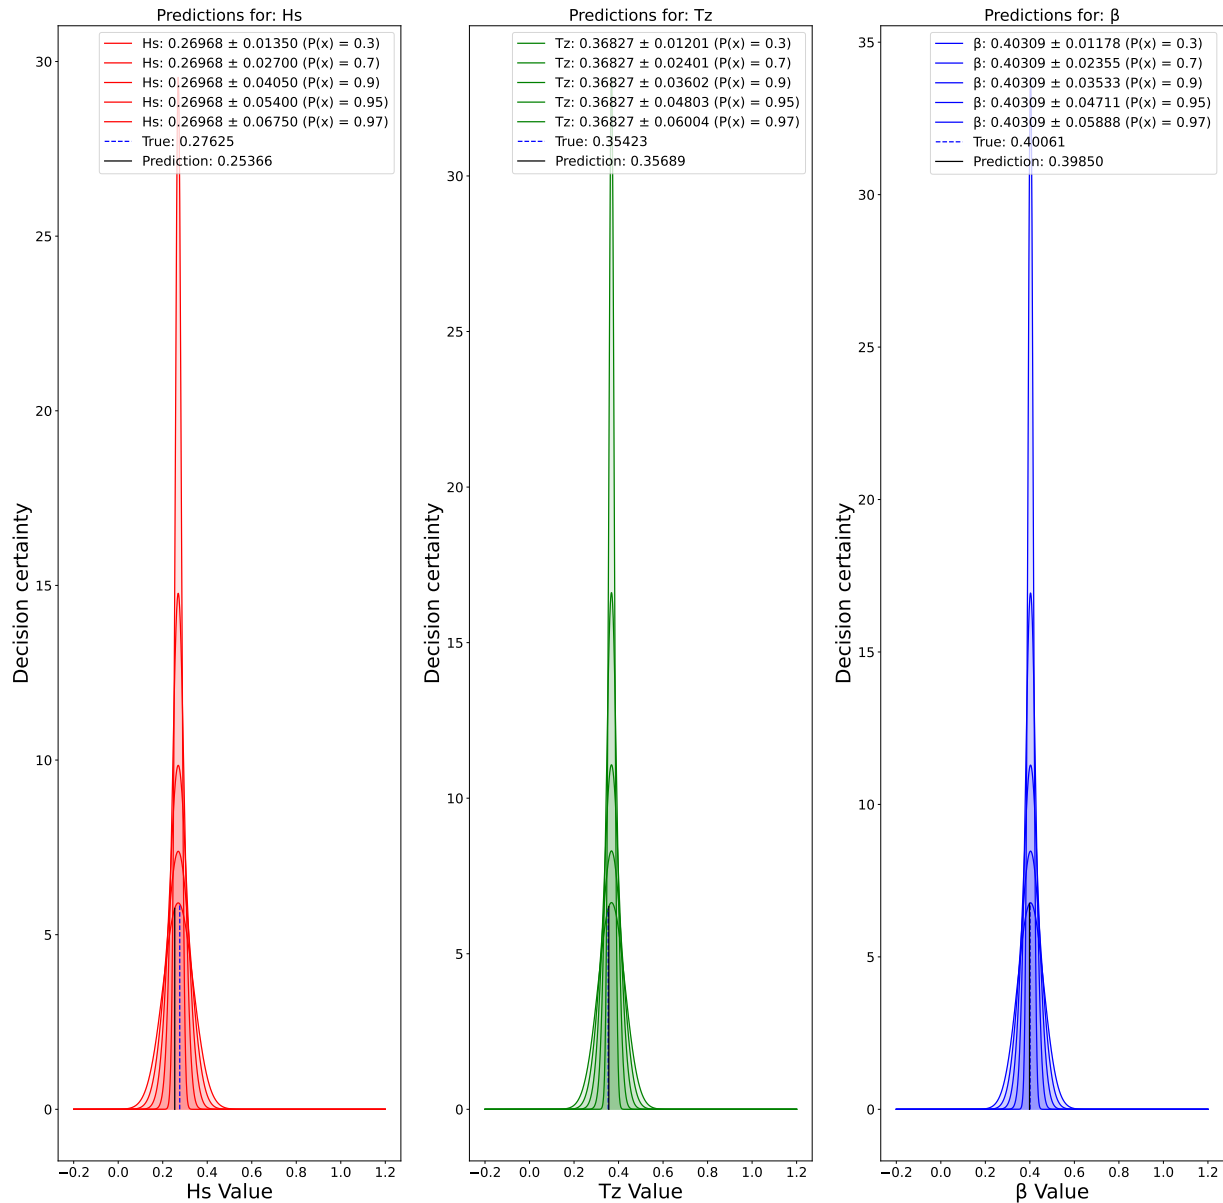 Predictions for: Hs
Hs: 0.26968 ± 0.01350 (P(x) = 0.3)
Hs: 0.26968 ± 0.02700 (P(x) = 0.7)
Hs: 0.26968 ± 0.04050 (P(x) = 0.9)
Hs: 0.26968 ± 0.05400 (P(x) = 0.95)
Hs: 0.26968 ± 0.06750 (P(x) = 0.97)
True: 0.27625
Prediction: 0.25366
30
25
20
15
10
5
0
Decision certainty
−0.2 0.0 0.2 0.4 0.6 0.8 1.0 1.2
Hs Value
Predictions for: Tz
Tz: 0.36827 ± 0.01201 (P(x) = 0.3)
Tz: 0.36827 ± 0.02401 (P(x) = 0.7)
Tz: 0.36827 ± 0.03602 (P(x) = 0.9)
Tz: 0.36827 ± 0.04803 (P(x) = 0.95)
Tz: 0.36827 ± 0.06004 (P(x) = 0.97)
True: 0.35423
Prediction: 0.35689
30
25
20
15
10
5
0
Decision certainty
−0.2 0.0 0.2 0.4 0.6 0.8 1.0 1.2
Tz Value
Predictions for: β
β: 0.40309 ± 0.01178 (P(x) = 0.3)
β: 0.40309 ± 0.02355 (P(x) = 0.7)
β: 0.40309 ± 0.03533 (P(x) = 0.9)
β: 0.40309 ± 0.04711 (P(x) = 0.95)
β: 0.40309 ± 0.05888 (P(x) = 0.97)
True: 0.40061
Prediction: 0.39850
35
30
25
20
15
10
5
0
Decision certainty
−0.2 0.0 0.2 0.4 0.6 0.8 1.0 1.2
β Value